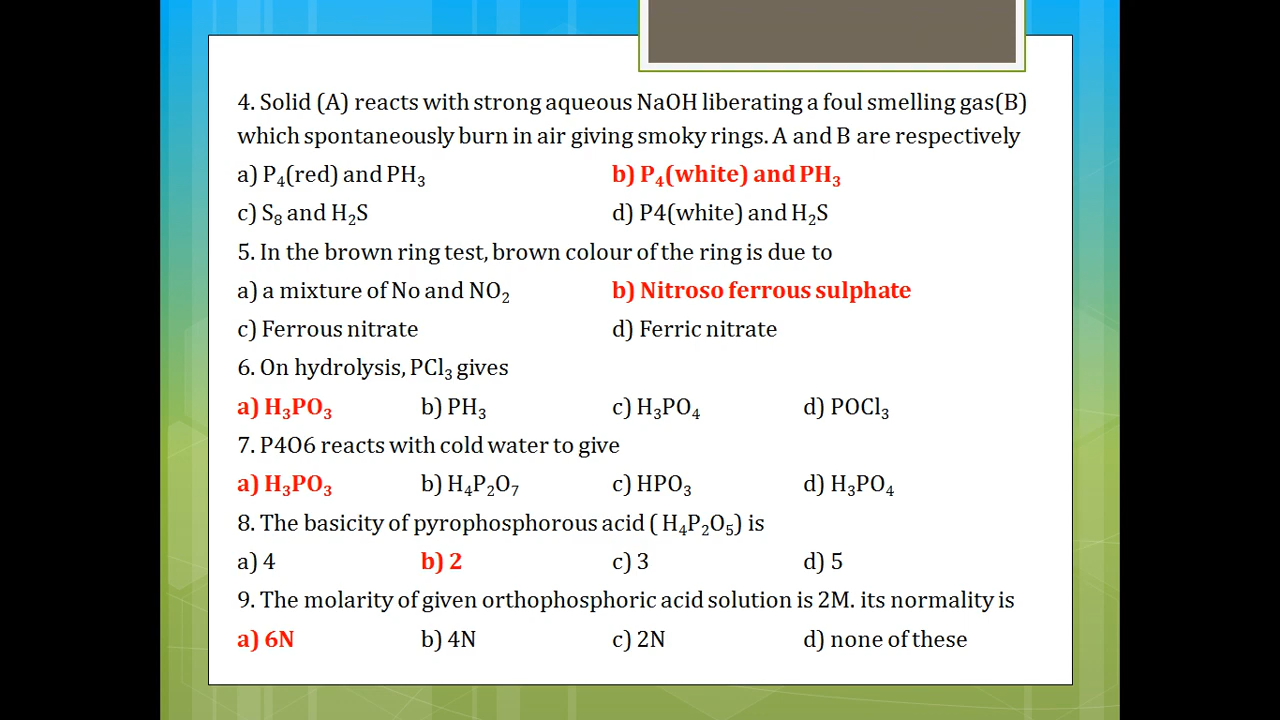 4. Solid (A) reacts with strong aqueous NaOH liberating a foul smelling gas(B)
which spontaneously burn in air giving smoky rings. A and B are respectively
a) P₄(red) and PH₃ b) P₄(white) and PH₃
c) S₈ and H₂S d) P4(white) and H₂S
5. In the brown ring test, brown colour of the ring is due to
a) a mixture of No and NO₂ b) Nitroso ferrous sulphate
c) Ferrous nitrate d) Ferric nitrate
6. On hydrolysis, PCl₃ gives
a) H₃PO₃ b) PH₃ c) H₃PO₄ d) POCl₃
7. P4O6 reacts with cold water to give
a) H₃PO₃ b) H₄P₂O₇ c) HPO₃ d) H₃PO₄
8. The basicity of pyrophosphorous acid ( H₄P₂O₅) is
a) 4 b) 2 c) 3 d) 5
9. The molarity of given orthophosphoric acid solution is 2M. its normality is
a) 6N b) 4N c) 2N d) none of these